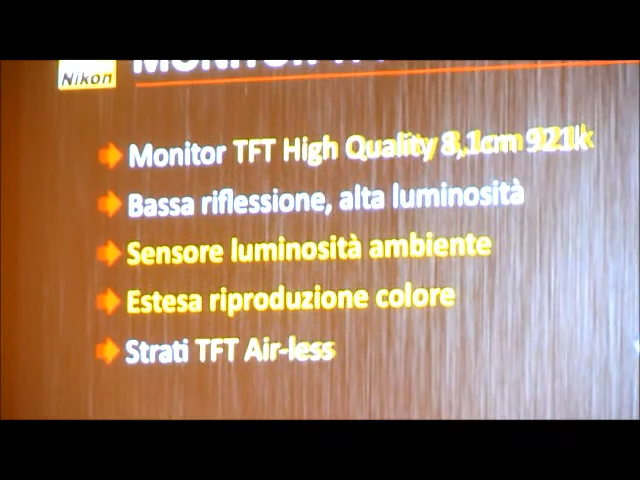 Nikon
MONITOR
Monitor TFT High Quality 8,1cm 921k
Bassa riflessione, alta luminosità
Sensore luminosità ambiente
Estesa riproduzione colore
Strati TFT Air-less